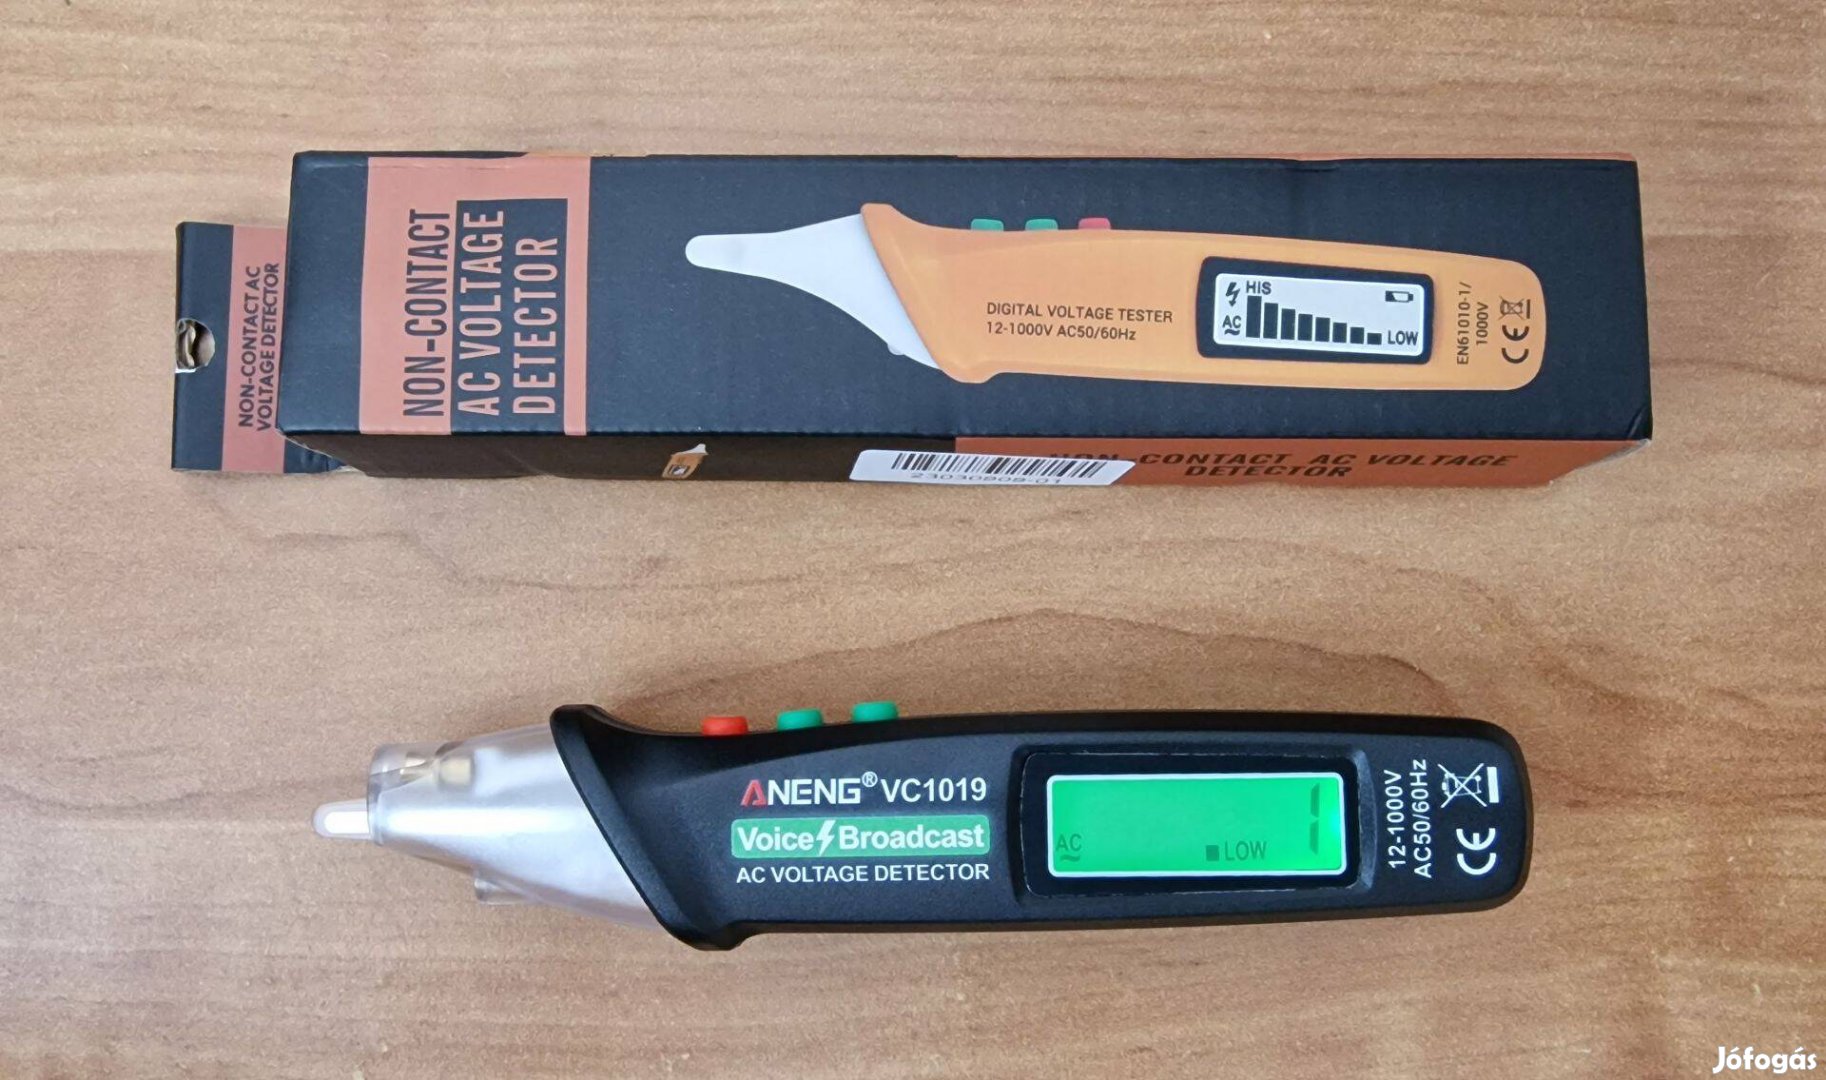 NON-CONTACT
AC VOLTAGE
DETECTOR
NON-CONTACT AC
VOLTAGE DETECTOR
DIGITAL VOLTAGE TESTER
12-1000V AC50/60Hz
HIS
AC
LOW
EN61010-1/
1000V
CE
23030808-01
NON-CONTACT AC VOLTAGE
DETECTOR
ANENG® VC1019
Voice Broadcast
AC VOLTAGE DETECTOR
AC
LOW
12-1000V
AC50/60Hz
CE
Jófogás